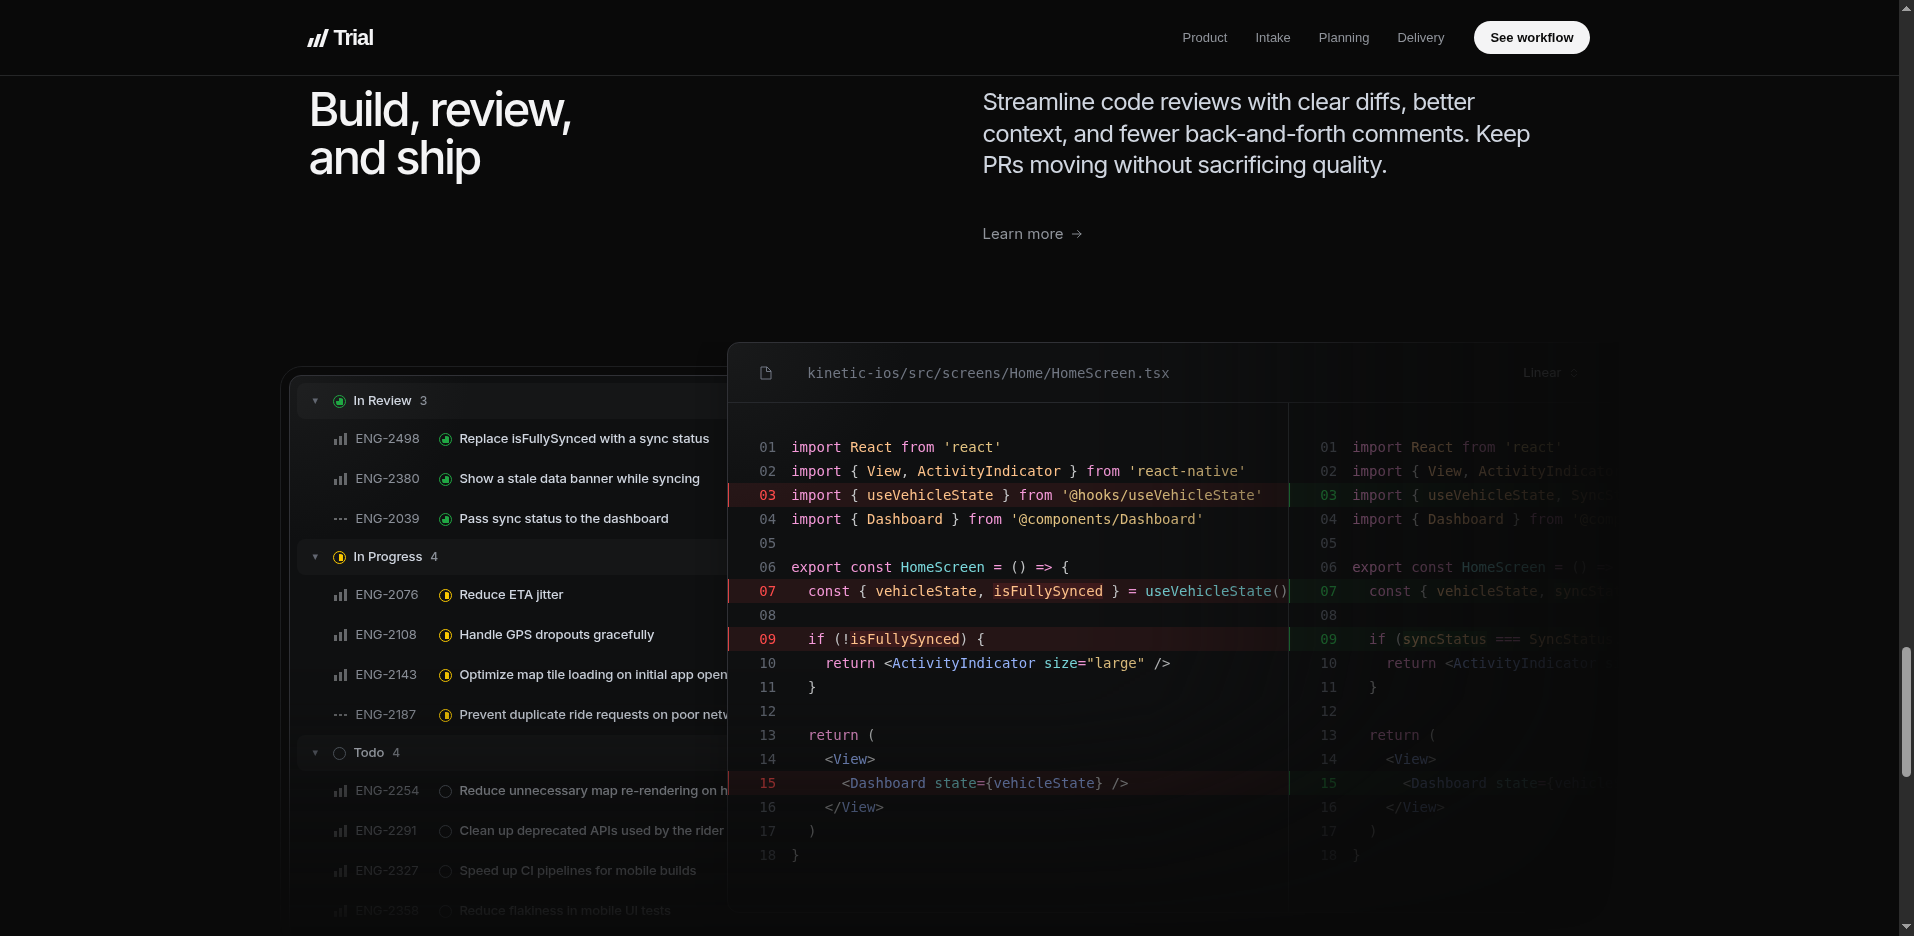 Trial
Product
Intake
Planning
Delivery
See workflow
Build, review,
and ship
Streamline code reviews with clear diffs, better
context, and fewer back-and-forth comments. Keep
PRs moving without sacrificing quality.
Learn more →
In Review 3
ENG-2498 Replace isFullySynced with a sync status
ENG-2380 Show a stale data banner while syncing
ENG-2039 Pass sync status to the dashboard
In Progress 4
ENG-2076 Reduce ETA jitter
ENG-2108 Handle GPS dropouts gracefully
ENG-2143 Optimize map tile loading on initial app open
ENG-2187 Prevent duplicate ride requests on poor netw
Todo 4
ENG-2254 Reduce unnecessary map re-rendering on h
ENG-2291 Clean up deprecated APIs used by the rider
ENG-2327 Speed up CI pipelines for mobile builds
ENG-2358 Reduce flakiness in mobile UI tests
kinetic-ios/src/screens/Home/HomeScreen.tsx
Linear
01 import React from 'react'
02 import { View, ActivityIndicator } from 'react-native'
03 import { useVehicleState } from '@hooks/useVehicleState'
04 import { Dashboard } from '@components/Dashboard'
05
06 export const HomeScreen = () => {
07 const { vehicleState, isFullySynced } = useVehicleState()
08
09 if (!isFullySynced) {
10 return <ActivityIndicator size="large" />
11 }
12
13 return (
14 <View>
15 <Dashboard state={vehicleState} />
16 </View>
17 )
18 }
01 import React from 'react'
02 import { View, ActivityIndicat
03 import { useVehicleState, Syn
04 import { Dashboard } from '@co
05
06 export const HomeScreen = () =
07 const { vehicleState, syncSta
08
09 if (syncStatus === SyncStat
10 return <ActivityIndicator
11 }
12
13 return (
14 <View>
15 <Dashboard state={vehi
16 </View>
17 )
18 }